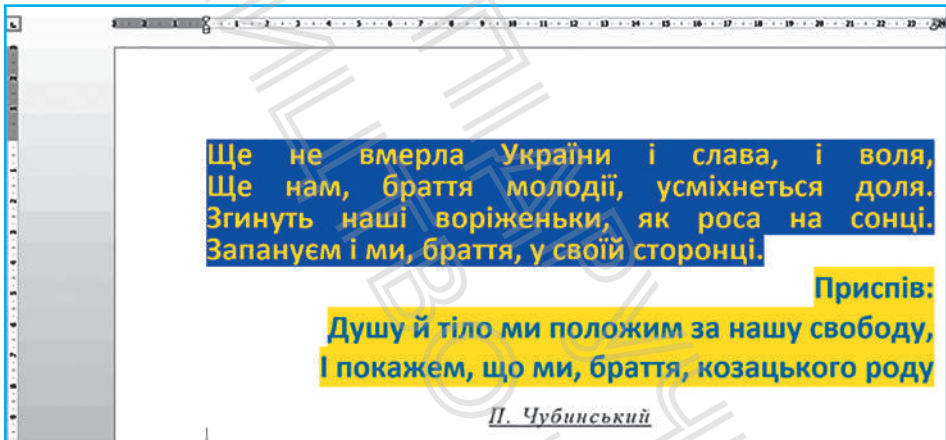 Ще не вмерла України і слава, і воля,
Ще нам, браття молодії, усміхнеться доля.
Згинуть наші воріженьки, як роса на сонці.
Запануєм і ми, браття, у своїй сторонці.
Приспів:
Душу й тіло ми положим за нашу свободу,
І покажем, що ми, браття, козацького роду
П. Чубинський